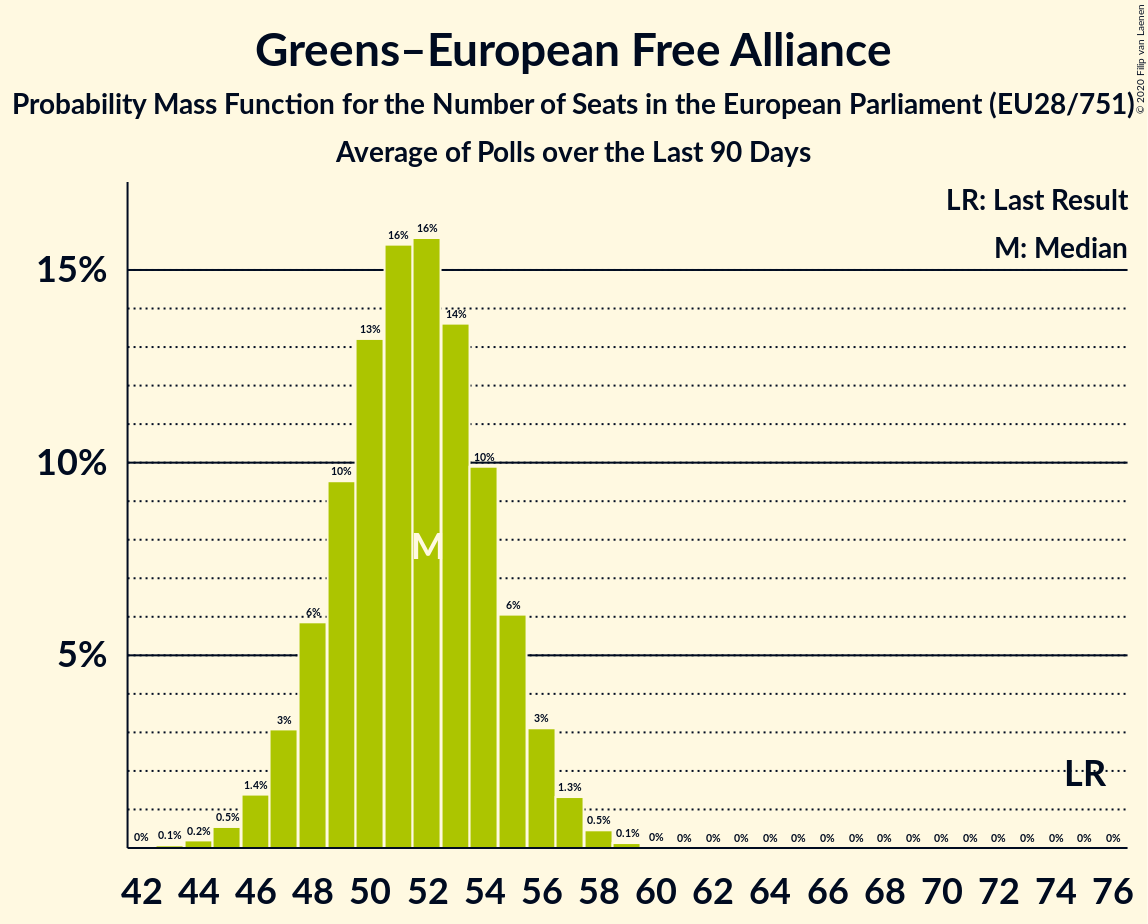 Greens–European Free Alliance
Probability Mass Function for the Number of Seats in the European Parliament (EU28/751)
Average of Polls over the Last 90 Days
© 2020 Filip van Laenen
LR: Last Result
M: Median
15%
10%
5%
0% 0.1% 0.2% 0.5% 1.4% 3% 6% 10% 13% 16% 16% 14% 10% 6% 3% 1.3% 0.5% 0.1% 0% 0% 0% 0% 0% 0% 0% 0% 0% 0% 0% 0% 0% 0% 0% 0% 0%
M
LR
42 44 46 48 50 52 54 56 58 60 62 64 66 68 70 72 74 76